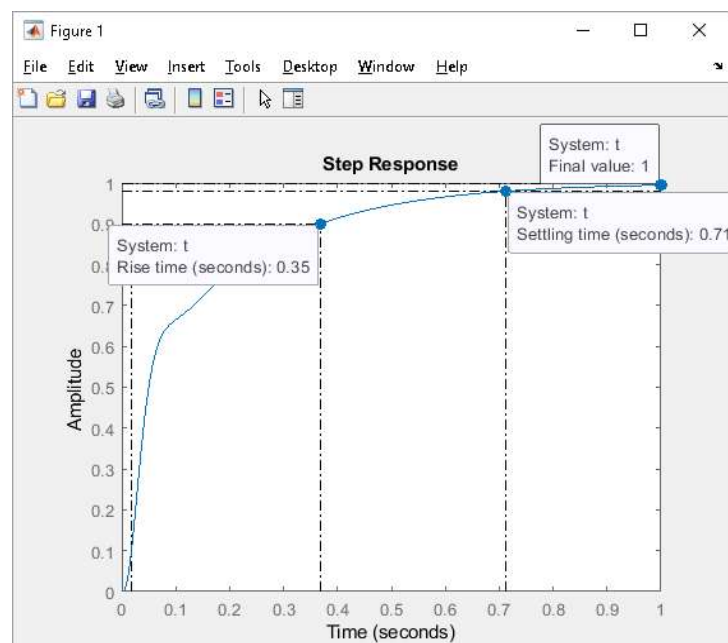 Figure 1
File Edit View Insert Tools Desktop Window Help
Step Response
System: t
Final value: 1
System: t
Settling time (seconds): 0.71
System: t
Rise time (seconds): 0.35
Amplitude
1
0.9
0.8
0.7
0.6
0.5
0.4
0.3
0.2
0.1
0
0 0.1 0.2 0.3 0.4 0.5 0.6 0.7 0.8 0.9 1
Time (seconds)